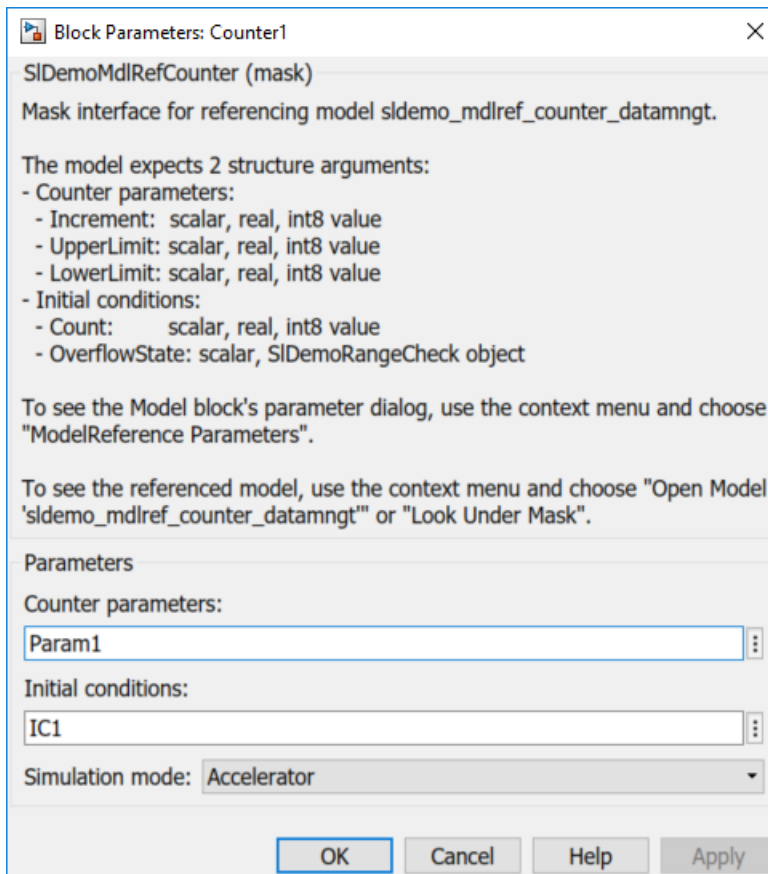 Block Parameters: Counter1
SlDemoMdlRefCounter (mask)
Mask interface for referencing model sldemo_mdlref_counter_datamngt.
The model expects 2 structure arguments:
- Counter parameters:
- Increment: scalar, real, int8 value
- UpperLimit: scalar, real, int8 value
- LowerLimit: scalar, real, int8 value
- Initial conditions:
- Count: scalar, real, int8 value
- OverflowState: scalar, SlDemoRangeCheck object
To see the Model block's parameter dialog, use the context menu and choose
"ModelReference Parameters".
To see the referenced model, use the context menu and choose "Open Model
'sldemo_mdlref_counter_datamngt'" or "Look Under Mask".
Parameters
Counter parameters:
Param1
Initial conditions:
IC1
Simulation mode: Accelerator
OK Cancel Help Apply